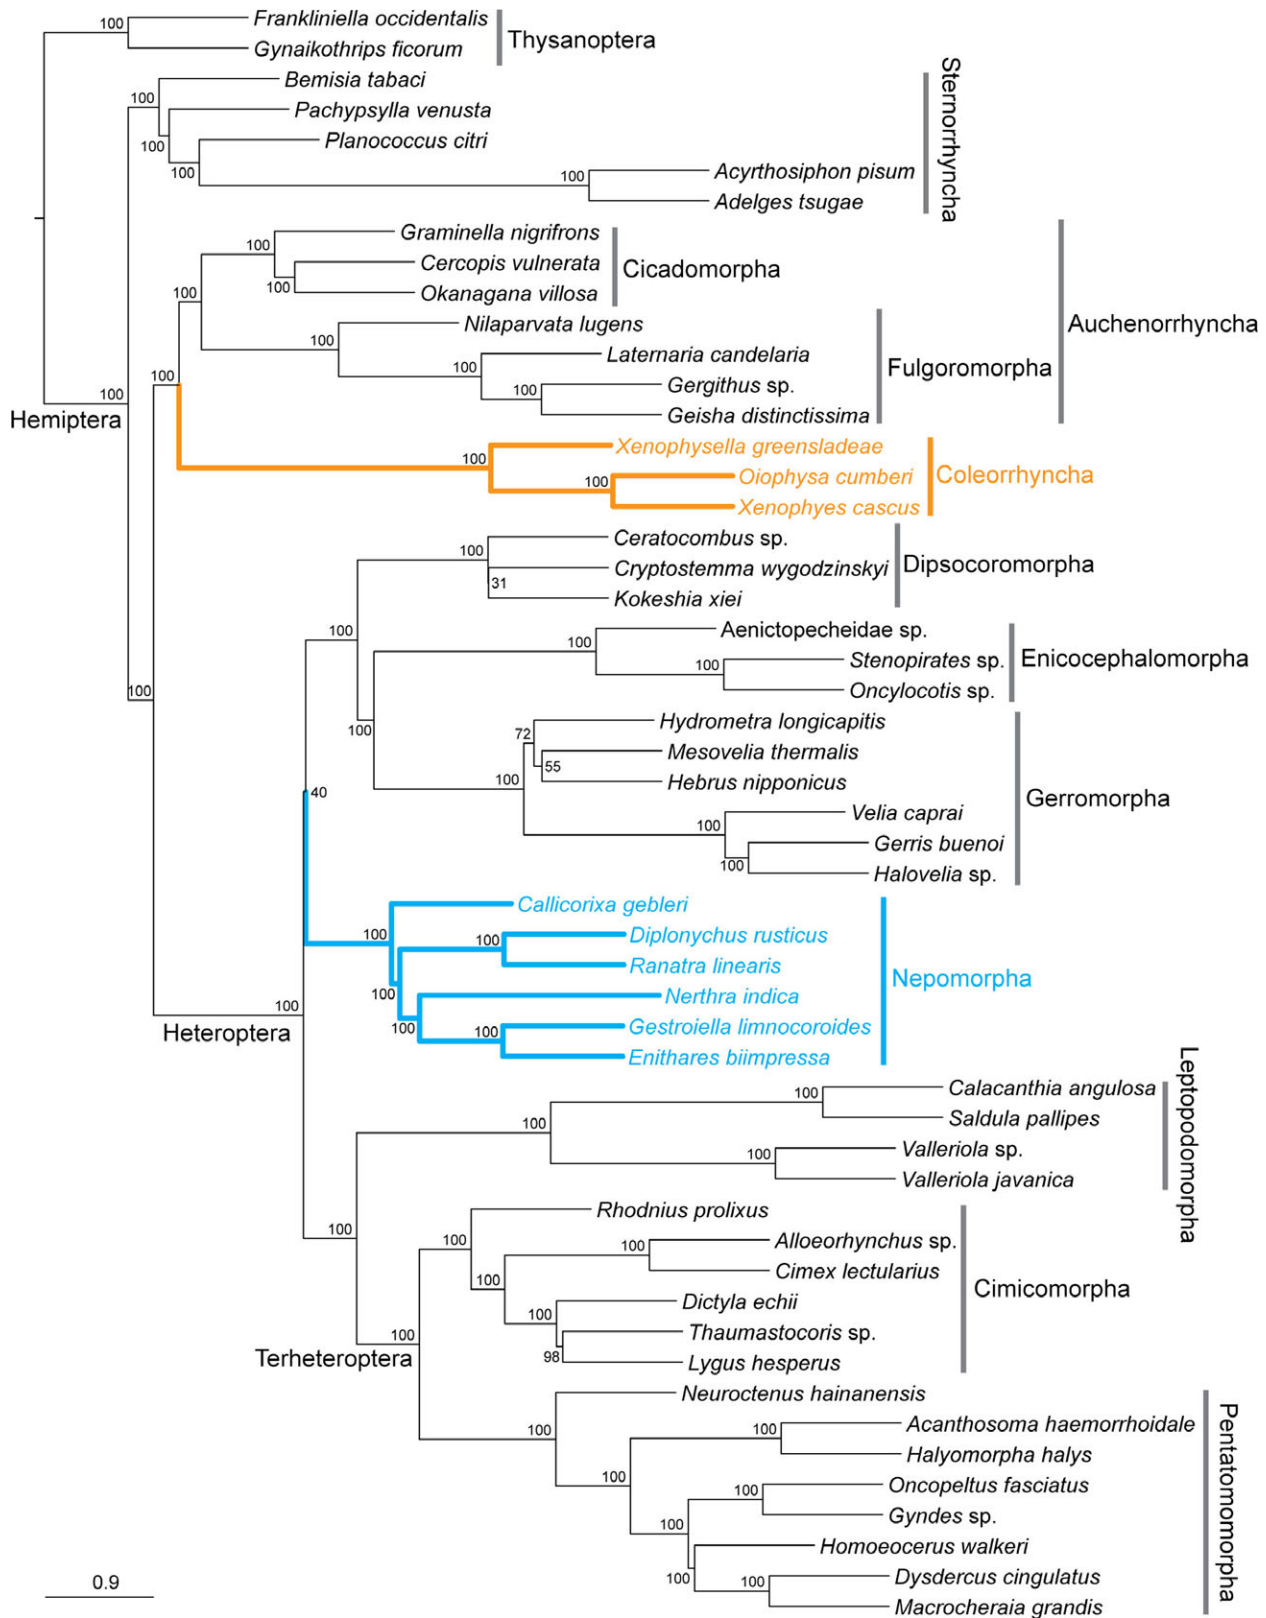 100
Frankliniella occidentalis
Gynaikothrips ficorum
Thysanoptera
Bemisia tabaci
100
Pachypsylla venusta
100
Planococcus citri
100
100
Acyrthosiphon pisum
Adelges tsugae
Sternorrhyncha
Graminella nigrifrons
100
Cercopis vulnerata
100
Okanagana villosa
Cicadomorpha
100
Nilaparvata lugens
100
Laternaria candelaria
100
Gergithus sp.
100
Geisha distinctissima
Fulgoromorpha
Auchenorrhyncha
100
100
Hemiptera
Xenophysella greensladeae
100
Oiophysa cumberi
100
Xenophyes cascus
Coleorrhyncha
Ceratocombus sp.
100
Cryptostemma wygodzinskyi
31
Kokeshia xiei
Dipsocoromorpha
100
Aenictopecheidae sp.
100
Stenopirates sp.
100
Oncylocotis sp.
Enicocephalomorpha
100
100
Hydrometra longicapitis
72
Mesovelia thermalis
55
Hebrus nipponicus
100
Velia caprai
100
Gerris buenoi
100
Halovelia sp.
Gerromorpha
40
Callicorixa gebleri
100
Diplonychus rusticus
100
Ranatra linearis
100
Nerthra indica
100
Gestroiella limnocoroides
100
Enithares biimpressa
Nepomorpha
100
Heteroptera
Calacanthia angulosa
100
Saldula pallipes
100
Valleriola sp.
100
Valleriola javanica
Leptopodomorpha
100
Rhodnius prolixus
100
Alloeorhynchus sp.
100
Cimex lectularius
100
Dictyla echii
100
Thaumastocoris sp.
98
Lygus hesperus
Cimicomorpha
100
Terheteroptera
Neuroctenus hainanensis
100
Acanthosoma haemorrhoidale
100
Halyomorpha halys
100
Oncopeltus fasciatus
100
Gyndes sp.
100
Homoeocerus walkeri
100
Dysdercus cingulatus
100
Macrocheraia grandis
Pentatomomorpha
0.9